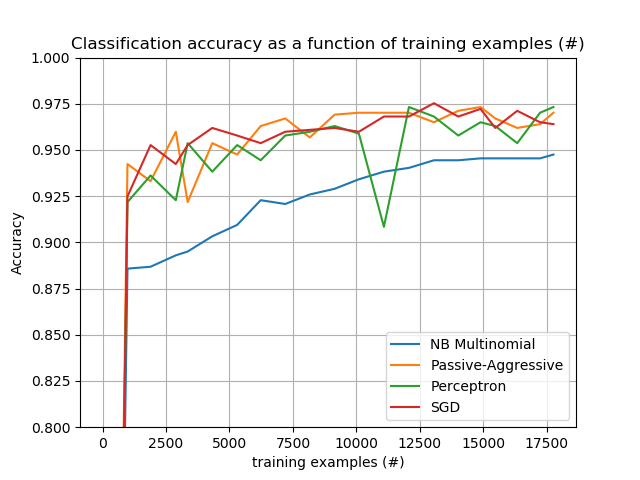 Classification accuracy as a function of training examples (#)
1.000
0.975
0.950
0.925
0.900
0.875
0.850
0.825
0.800
Accuracy
NB Multinomial
Passive-Aggressive
Perceptron
SGD
0 2500 5000 7500 10000 12500 15000 17500
training examples (#)